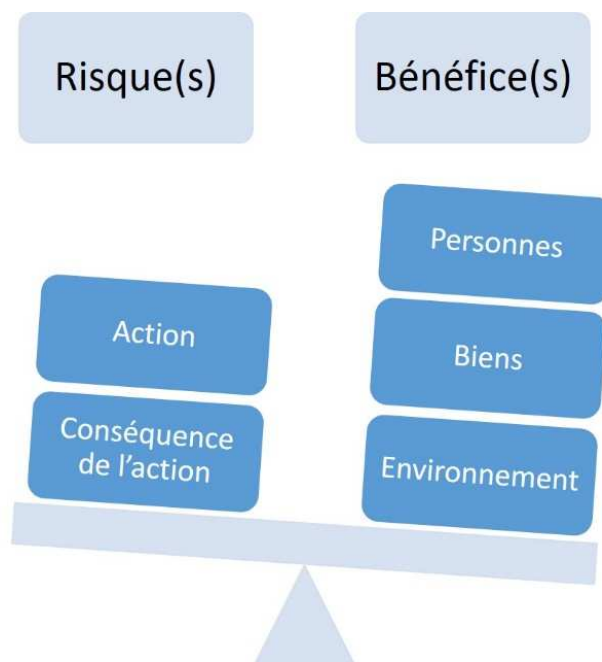 Risque(s)
Bénéfice(s)
Personnes
Action
Biens
Conséquence
de l'action
Environnement